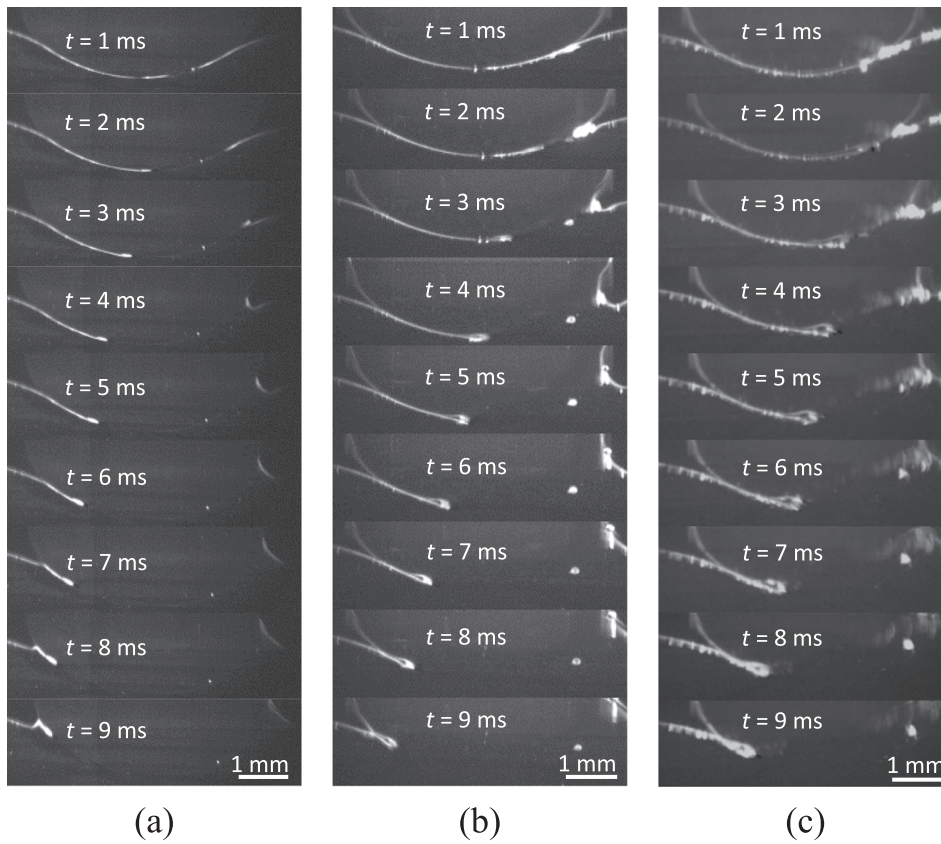 t = 1 ms
t = 2 ms
t = 3 ms
t = 4 ms
t = 5 ms
t = 6 ms
t = 7 ms
t = 8 ms
t = 9 ms
1 mm
(a)
t = 1 ms
t = 2 ms
t = 3 ms
t = 4 ms
t = 5 ms
t = 6 ms
t = 7 ms
t = 8 ms
t = 9 ms
1 mm
(b)
t = 1 ms
t = 2 ms
t = 3 ms
t = 4 ms
t = 5 ms
t = 6 ms
t = 7 ms
t = 8 ms
t = 9 ms
1 mm
(c)